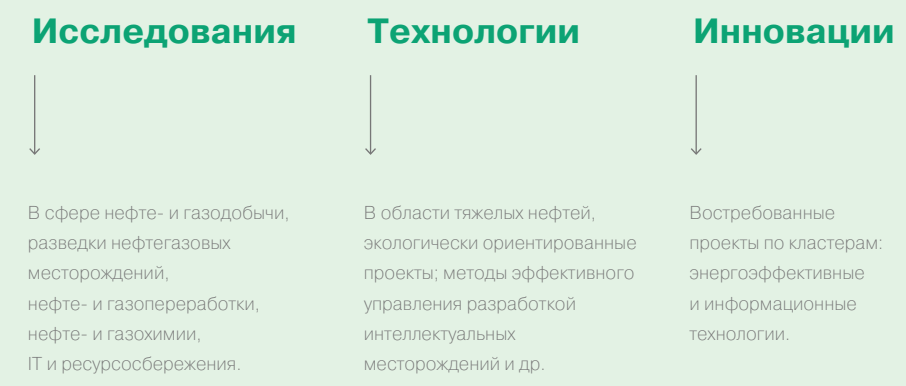 Исследования
Технологии
Инновации
В сфере нефте- и газодобычи,
разведки нефтегазовых
месторождений,
нефте- и газопереработки,
нефте- и газохимии,
IT и ресурсосбережения.
В области тяжелых нефтей,
экологически ориентированные
проекты; методы эффективного
управления разработкой
интеллектуальных
месторождений и др.
Востребованные
проекты по кластерам:
энергоэффективные
и информационные
технологии.